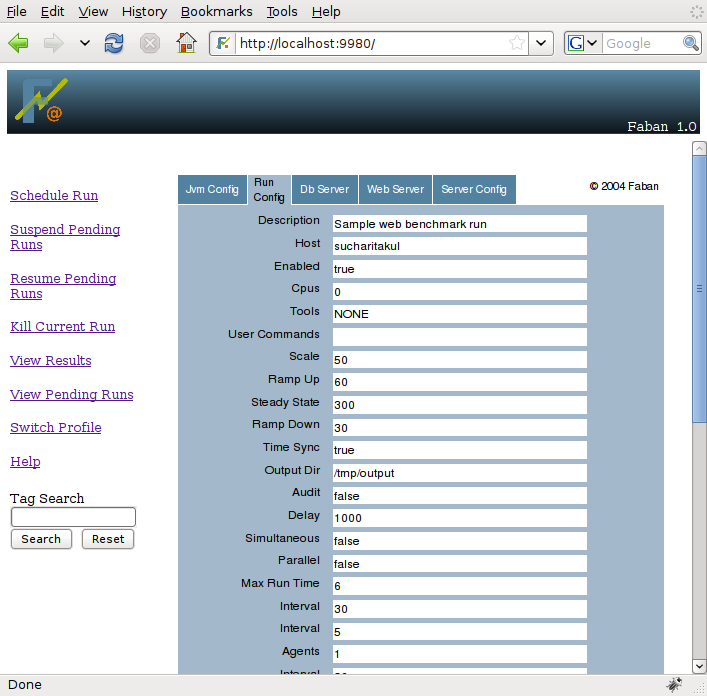 File Edit View History Bookmarks Tools Help
http://localhost:9980/
G Google
@
Faban 1.0
Jvm Config
Run
Config
Db Server
Web Server
Server Config
© 2004 Faban
Schedule Run
Suspend Pending
Runs
Resume Pending
Runs
Kill Current Run
View Results
View Pending Runs
Switch Profile
Help
Tag Search
Search Reset
Description Sample web benchmark run
Host sucharitakul
Enabled true
Cpus 0
Tools NONE
User Commands
Scale 50
Ramp Up 60
Steady State 300
Ramp Down 30
Time Sync true
Output Dir /tmp/output
Audit false
Delay 1000
Simultaneous false
Parallel false
Max Run Time 6
Interval 30
Interval 5
Agents 1
Interval
Done